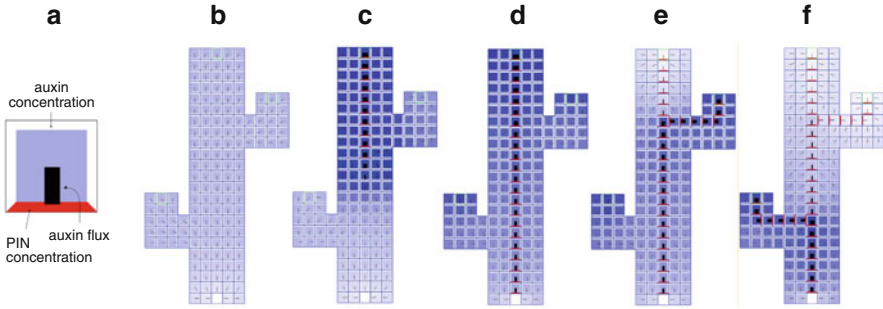 a b c d e f
auxin
concentration
PIN auxin flux
concentration